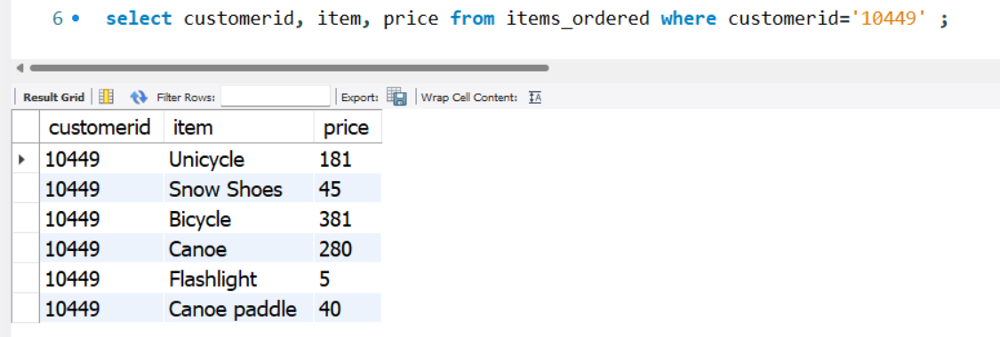 6 select customerid, item, price from items_ordered where customerid='10449' ;
Result Grid Filter Rows: Export: Wrap Cell Content: IA
customerid item price
10449 Unicycle 181
10449 Snow Shoes 45
10449 Bicycle 381
10449 Canoe 280
10449 Flashlight 5
10449 Canoe paddle 40